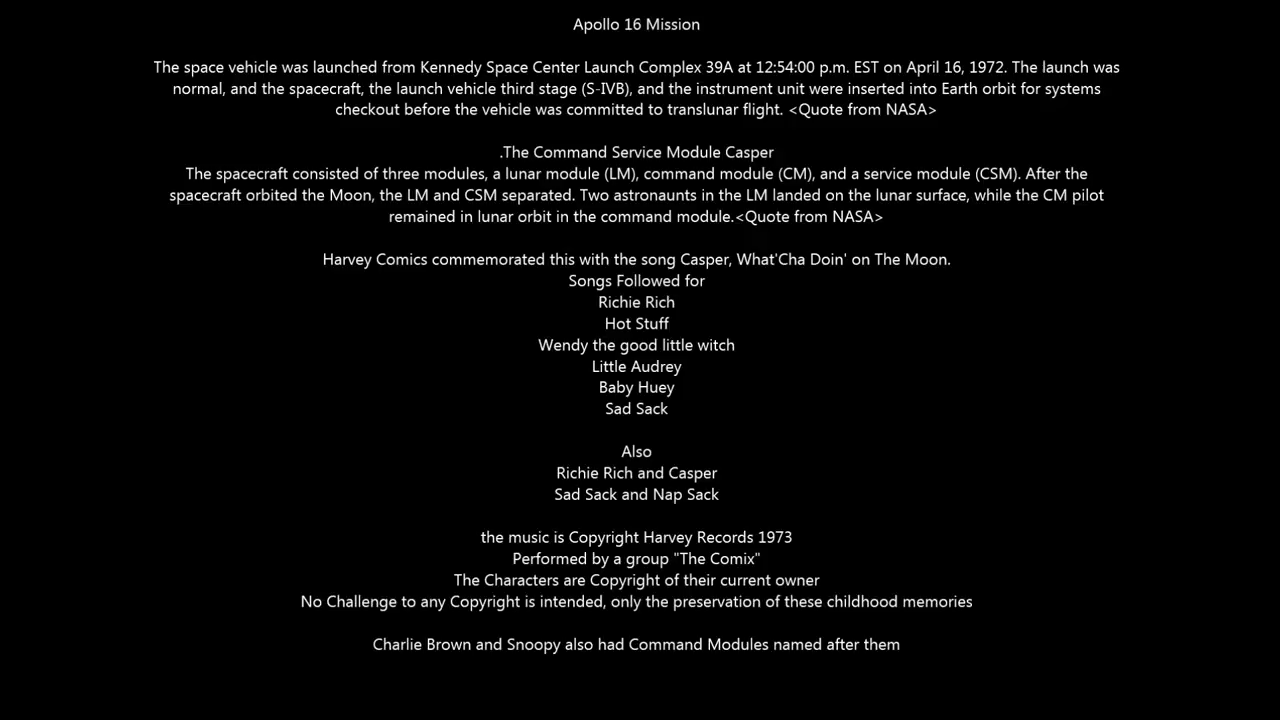 Apollo 16 Mission
The space vehicle was launched from Kennedy Space Center Launch Complex 39A at 12:54:00 p.m. EST on April 16, 1972. The launch was
normal, and the spacecraft, the launch vehicle third stage (S-IVB), and the instrument unit were inserted into Earth orbit for systems
checkout before the vehicle was committed to translunar flight. <Quote from NASA>
.The Command Service Module Casper
The spacecraft consisted of three modules, a lunar module (LM), command module (CM), and a service module (CSM). After the
spacecraft orbited the Moon, the LM and CSM separated. Two astronaunts in the LM landed on the lunar surface, while the CM pilot
remained in lunar orbit in the command module.<Quote from NASA>
Harvey Comics commemorated this with the song Casper, What'Cha Doin' on The Moon.
Songs Followed for
Richie Rich
Hot Stuff
Wendy the good little witch
Little Audrey
Baby Huey
Sad Sack
Also
Richie Rich and Casper
Sad Sack and Nap Sack
the music is Copyright Harvey Records 1973
Performed by a group "The Comix"
The Characters are Copyright of their current owner
No Challenge to any Copyright is intended, only the preservation of these childhood memories
Charlie Brown and Snoopy also had Command Modules named after them